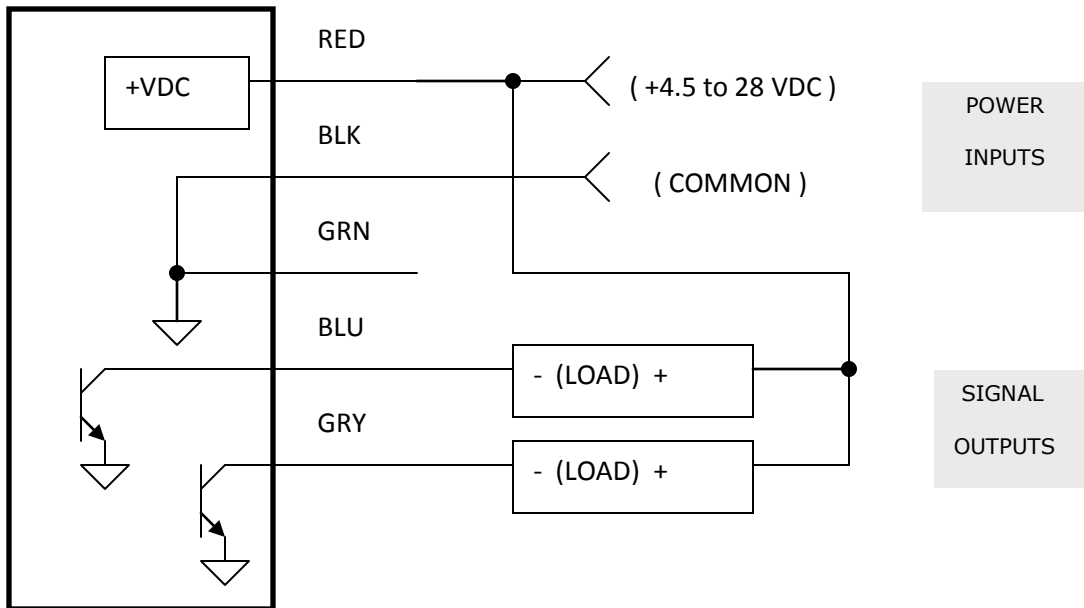 RED
+VDC
( +4.5 to 28 VDC )
POWER
INPUTS
BLK
( COMMON )
GRN
BLU
- (LOAD) +
SIGNAL
OUTPUTS
GRY
- (LOAD) +